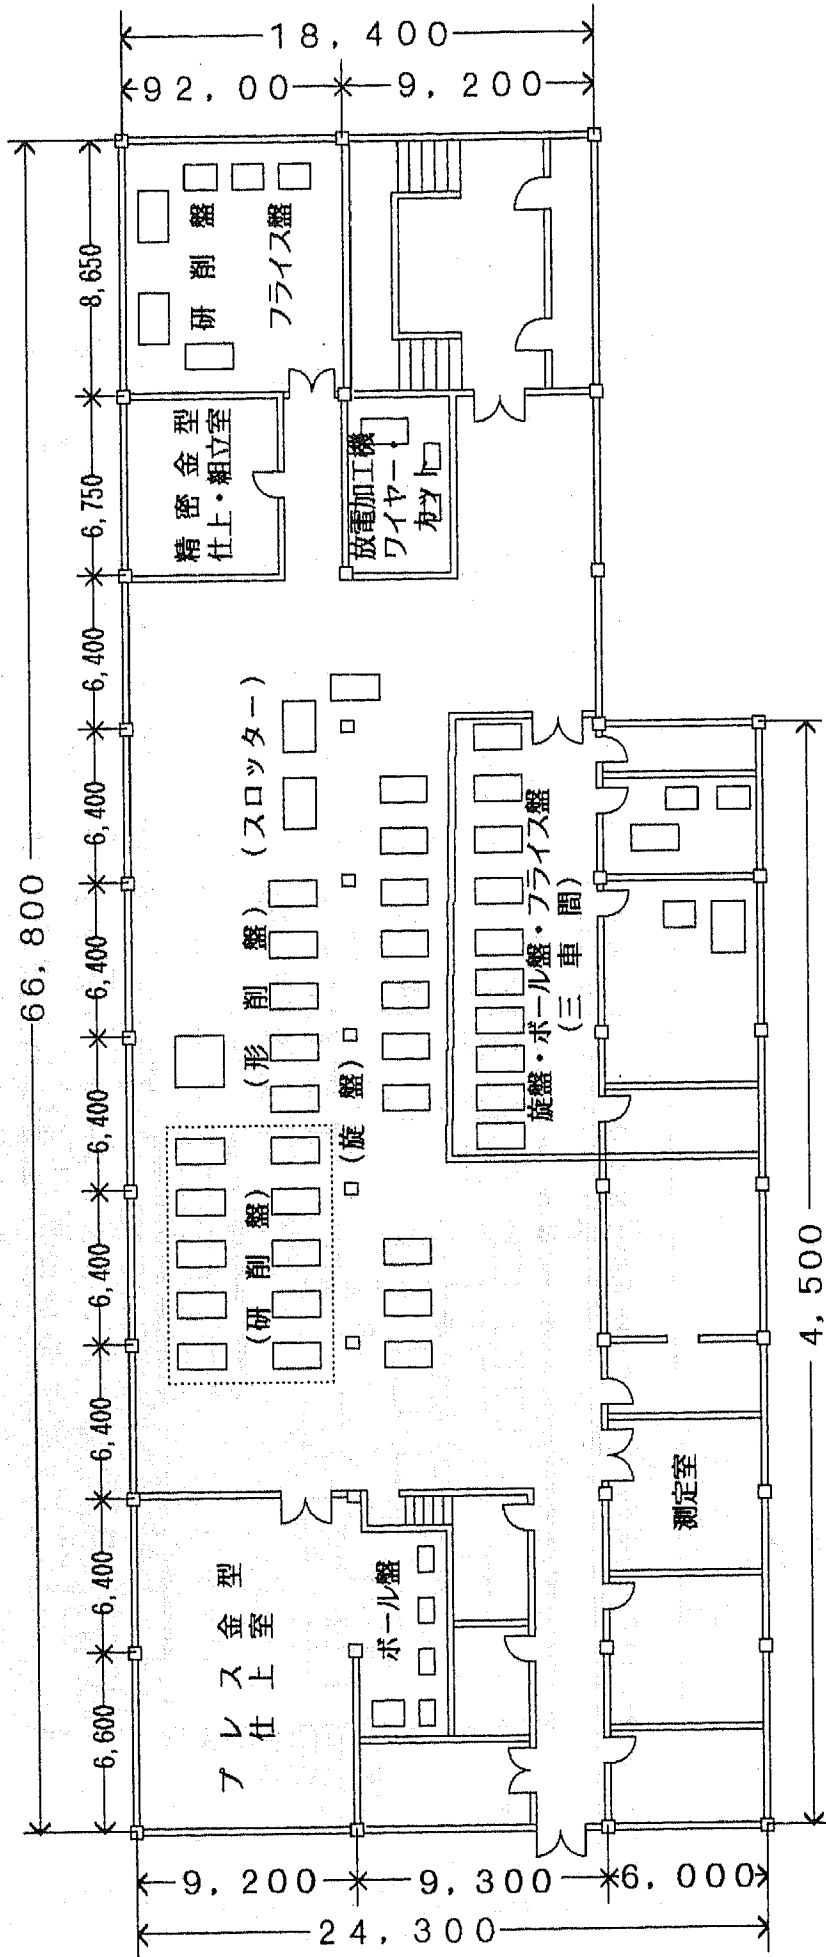 18,400
92,00
9,200
66,800
8,650
6,750
6,400
6,400
6,400
6,400
6,400
6,400
6,400
6,600
研削盤
フライス盤
精密金型
仕上・組立室
放電加工機
ワイヤー・
カット
(スロッター)
(形削盤)
(旋盤)
(研削盤)
旋盤・ボール盤・フライス盤
(三車間)
プレス金型
仕上室
ボール盤
測定室
4,500
9,200
9,300
6,000
24,300